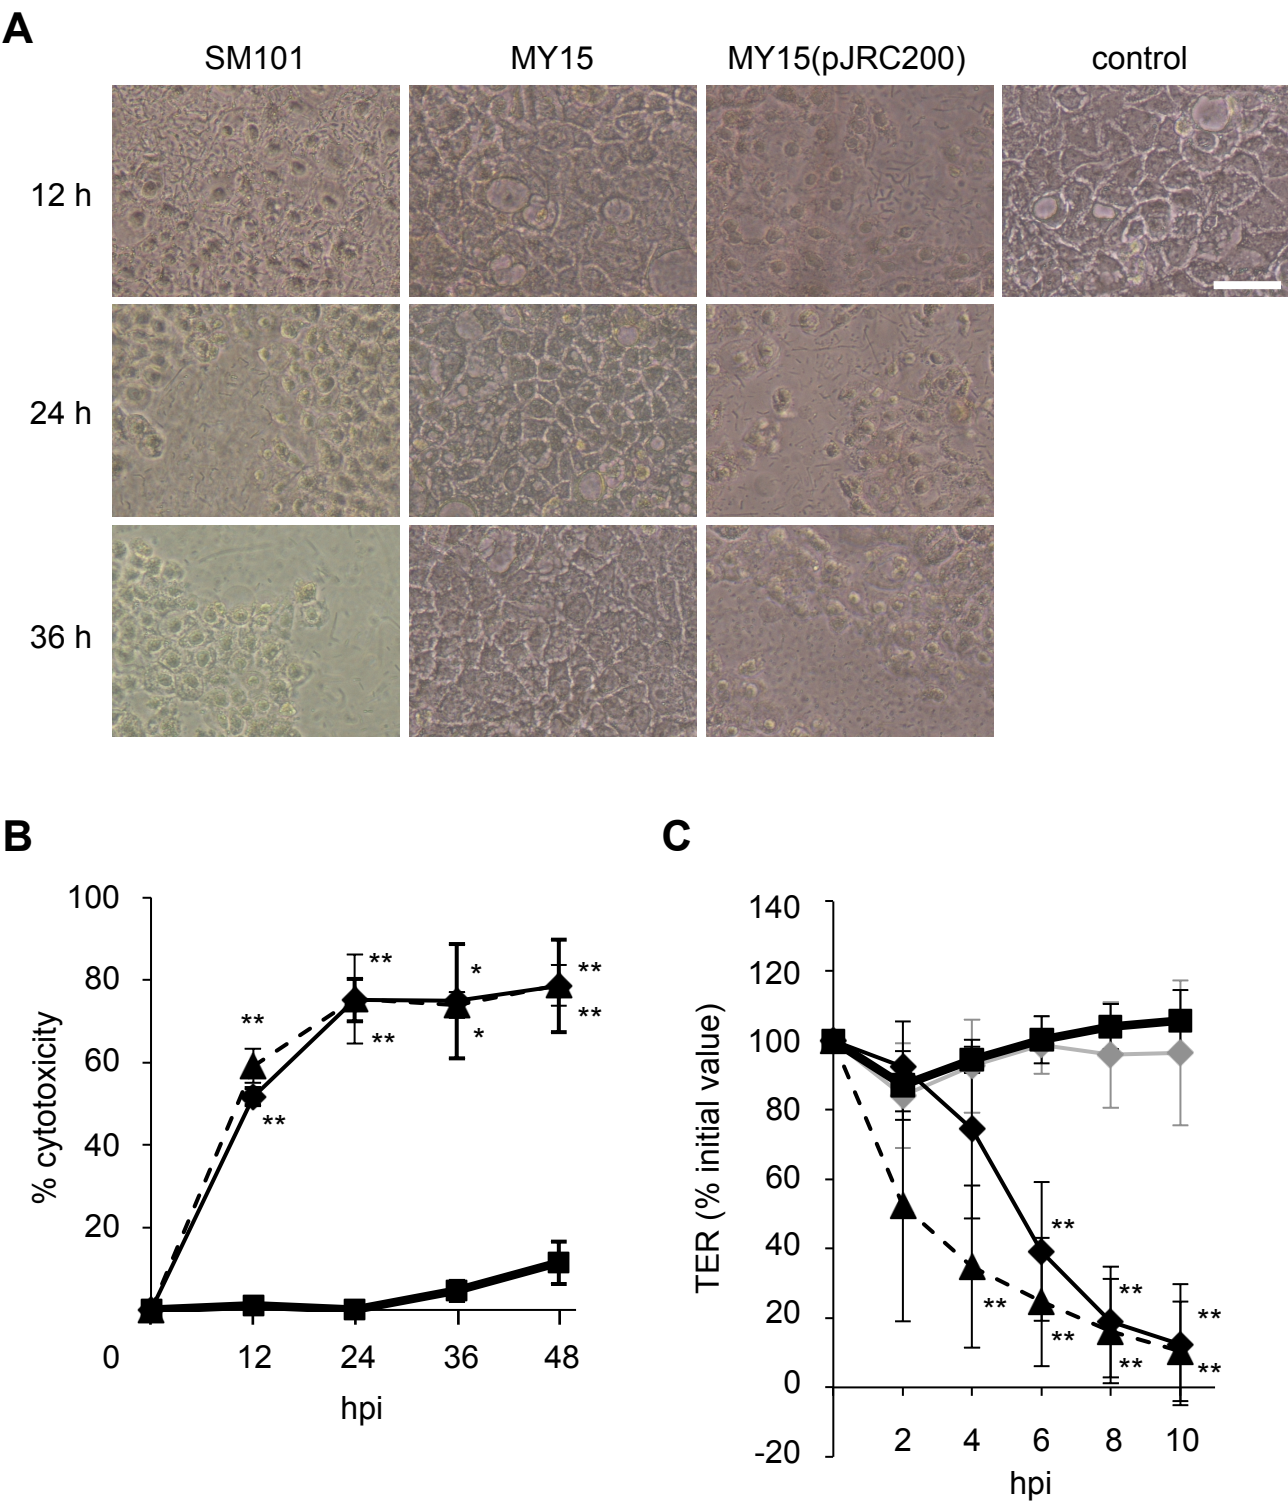 A
SM101 MY15 MY15(pJRC200) control
12 h
24 h
36 h
B
100
80
60
40
20
0
12 24 36 48
hpi
% cytotoxicity
**
**
**
**
*
*
**
**
C
140
120
100
80
60
40
20
0
-20
2 4 6 8 10
hpi
TER (% initial value)
**
**
**
**
**
**
**